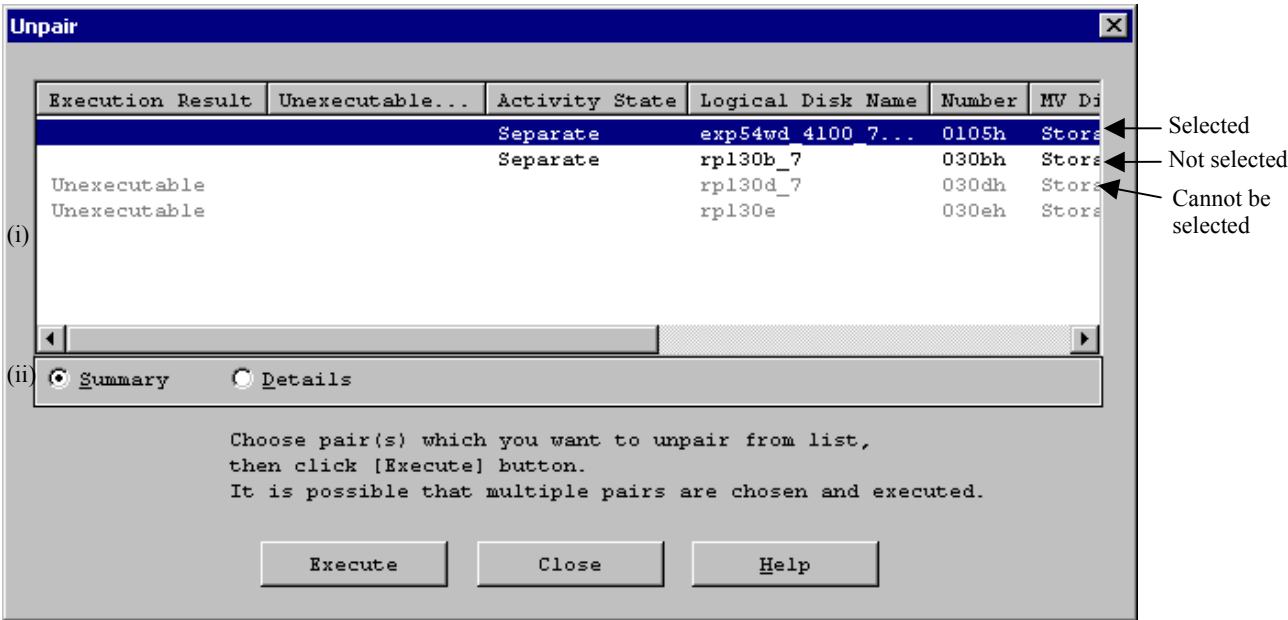 Unpair
Execution Result Unexecutable... Activity State Logical Disk Name Number MV Di
Separate exp54wd_4100_7... 0105h Stora Selected
Separate rpl30b_7 030bh Stora Not selected
Unexecutable rpl30d_7 030dh Stora Cannot be
selected
Unexecutable rpl30e 030eh Stora
(i)
(ii) Summary Details
Choose pair(s) which you want to unpair from list,
then click [Execute] button.
It is possible that multiple pairs are chosen and executed.
Execute Close Help